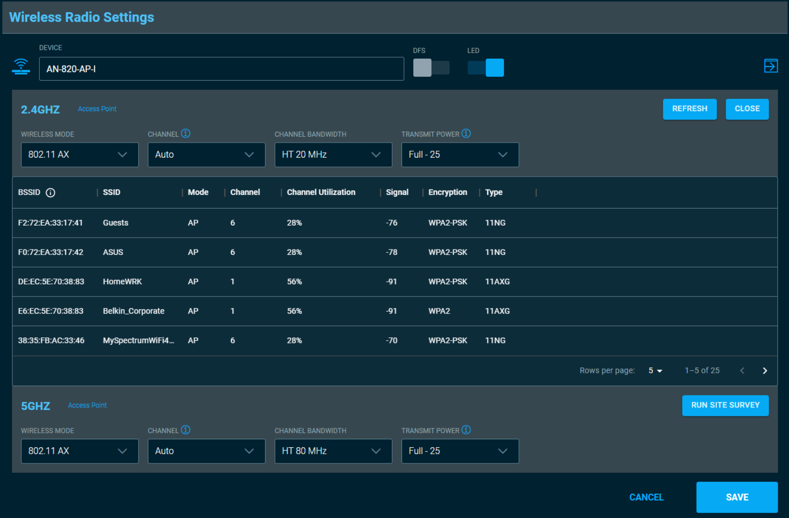 Wireless Radio Settings
DEVICE
DFS
LED
AN-820-AP-I
2.4GHZ Access Point REFRESH CLOSE
WIRELESS MODE CHANNEL CHANNEL BANDWIDTH TRANSMIT POWER
802.11 AX Auto HT 20 MHz Full - 25
BSSID SSID Mode Channel Channel Utilization Signal Encryption Type
F2:72:EA:33:17:41 Guests AP 6 28% -76 WPA2-PSK 11NG
F0:72:EA:33:17:42 ASUS AP 6 28% -78 WPA2-PSK 11NG
DE:EC:5E:70:38:83 HomeWRK AP 1 56% -91 WPA2-PSK 11AXG
E6:EC:5E:70:38:83 Belkin_Corporate AP 1 56% -91 WPA2 11AXG
38:35:FB:AC:33:46 MySpectrumWiFi4... AP 6 28% -70 WPA2-PSK 11NG
Rows per page: 5 1–5 of 25
5GHZ Access Point RUN SITE SURVEY
WIRELESS MODE CHANNEL CHANNEL BANDWIDTH TRANSMIT POWER
802.11 AX Auto HT 80 MHz Full - 25
CANCEL SAVE